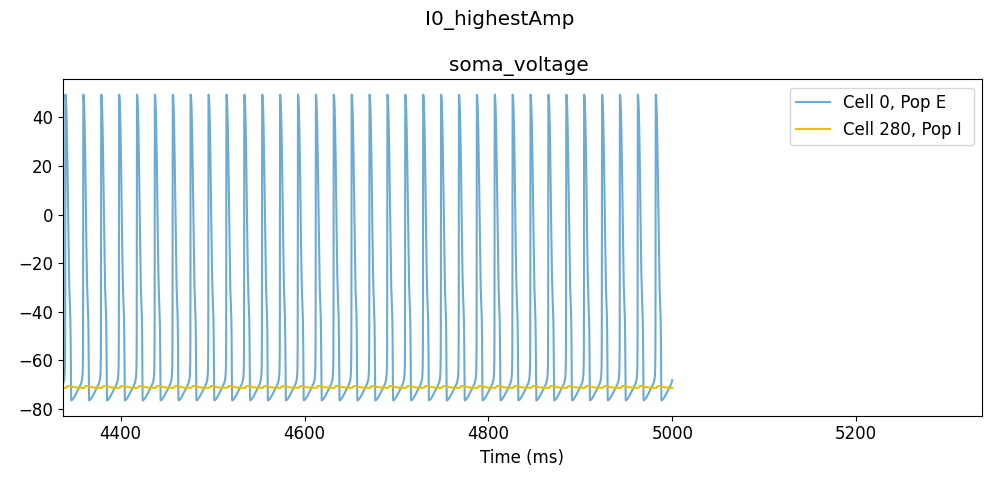 I0_highestAmp
soma_voltage
Cell 0, Pop E
Cell 280, Pop I
40
20
0
−20
−40
−60
−80
4400
4600
4800
5000
5200
Time (ms)